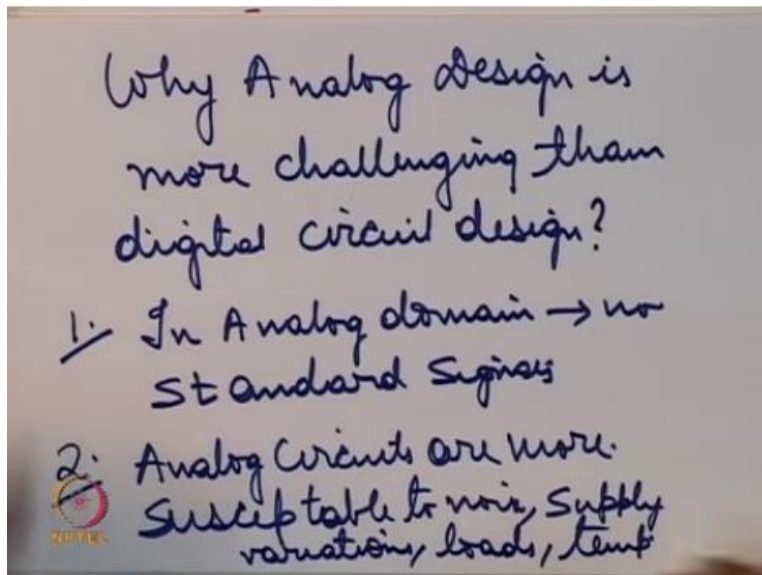 Why Analog Design is
more challenging than
digital circuit design?
1. In Analog domain → no
standard Signals
2. Analog Circuits are more.
Susceptable to noise, Supply
variations, loads, temp
NPTEL